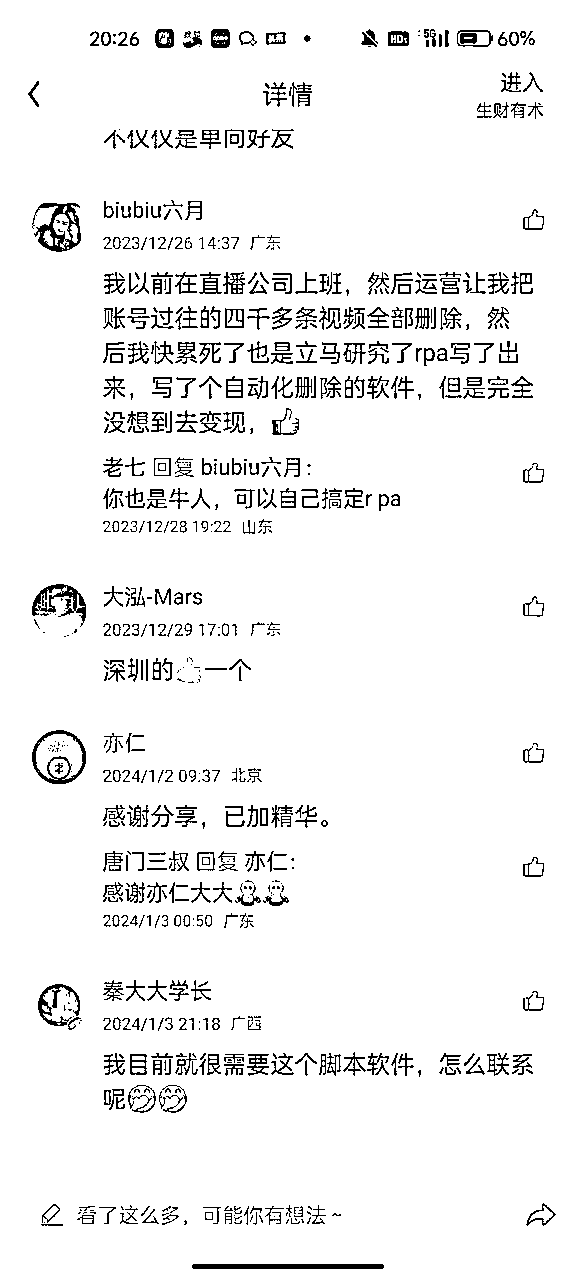 20:26
HD 5G 60%
详情
进入
生财有术
不仅仅是单向好友
biubiu六月
2023/12/26 14:37 广东
我以前在直播公司上班，然后运营让我把
账号过往的四千多条视频全部删除，然
后我快累死了也是立马研究了rpa写了出
来，写了个自动化删除的软件，但是完全
没想到去变现，👍
老七 回复 biubiu六月：
你也是牛人，可以自己搞定r pa
2023/12/28 19:22 山东
大泓-Mars
2023/12/29 17:01 广东
深圳的👍一个
亦仁
2024/1/2 09:37 北京
感谢分享，已加精华。
唐门三叔 回复 亦仁：
感谢亦仁大大
2024/1/3 00:50 广东
秦大大学长
2024/1/3 21:18 广西
我目前就很需要这个脚本软件，怎么联系
呢🤭🤭
看了这么多，可能你有想法~